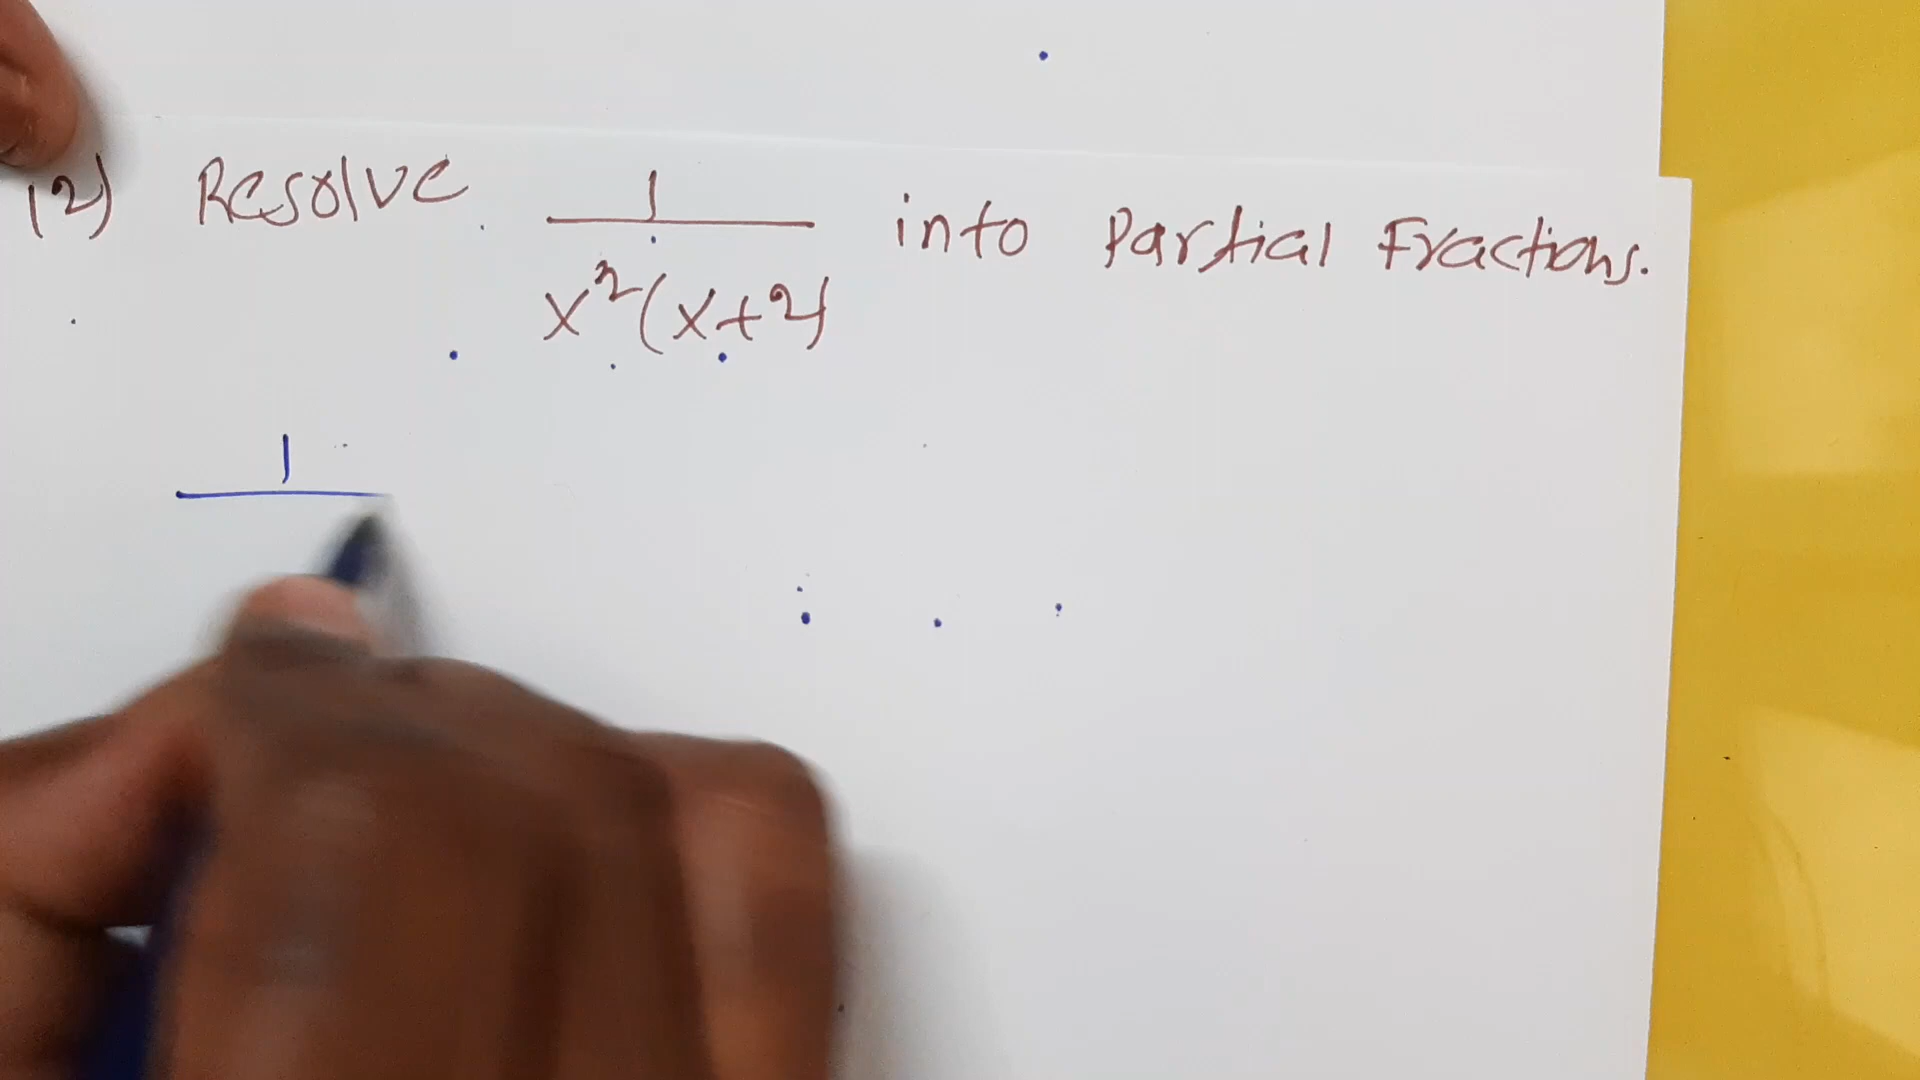 12) Resolve 1/x²(x+2) into Partial Fractions.
1